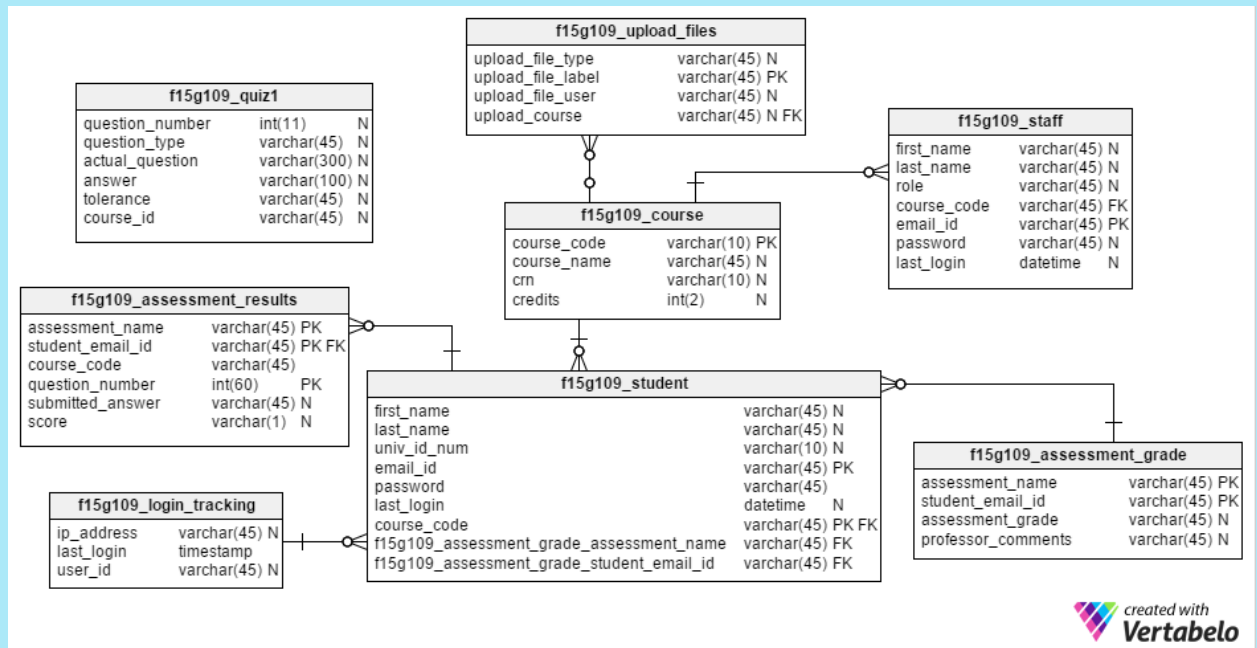 f15g109_upload_files
upload_file_type varchar(45) N
upload_file_label varchar(45) PK
upload_file_user varchar(45) N
upload_course varchar(45) N FK
f15g109_quiz1
question_number int(11) N
question_type varchar(45) N
actual_question varchar(300) N
answer varchar(100) N
tolerance varchar(45) N
course_id varchar(45) N
f15g109_staff
first_name varchar(45) N
last_name varchar(45) N
role varchar(45) N
course_code varchar(45) FK
email_id varchar(45) PK
password varchar(45) N
last_login datetime N
f15g109_course
course_code varchar(10) PK
course_name varchar(45) N
crn varchar(10) N
credits int(2) N
f15g109_assessment_results
assessment_name varchar(45) PK
student_email_id varchar(45) PK FK
course_code varchar(45)
question_number int(60) PK
submitted_answer varchar(45) N
score varchar(1) N
f15g109_student
first_name varchar(45) N
last_name varchar(45) N
univ_id_num varchar(10) N
email_id varchar(45) PK
password varchar(45)
last_login datetime N
course_code varchar(45) PK FK
f15g109_assessment_grade_assessment_name varchar(45) FK
f15g109_assessment_grade_student_email_id varchar(45) FK
f15g109_assessment_grade
assessment_name varchar(45) PK
student_email_id varchar(45) PK
assessment_grade varchar(45) N
professor_comments varchar(45) N
f15g109_login_tracking
ip_address varchar(45) N
last_login timestamp
user_id varchar(45) N
created with
Vertabelo